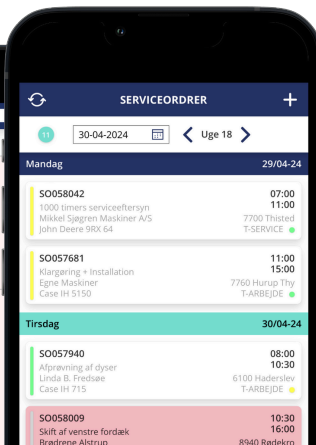 SERVICEORDRER
11 30-04-2024 Uge 18
Mandag 29/04-24
SO058042 07:00
1000 timers serviceeftersyn 11:00
Mikkel Sjøgren Maskiner A/S 7700 Thisted
John Deere 9RX 64 T-SERVICE
SO057681 11:00
Klargøring + Installation 15:00
Egne Maskiner 7760 Hurup Thy
Case IH 5150 T-ARBEJDE
Tirsdag 30/04-24
SO057940 08:00
Afprøvning af dyser 10:30
Linda B. Fredsøe 6100 Haderslev
Case IH 715 T-ARBEJDE
SO058009 10:30
Skift af venstre fordæk 16:00
Brødrene Alstrup 8940 Rødekro